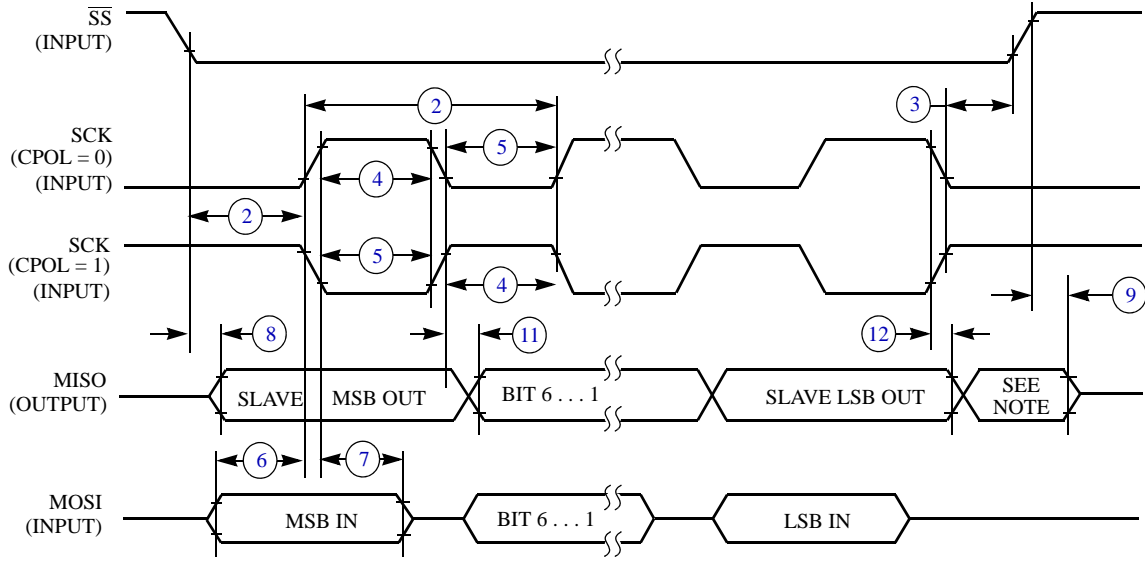 SS
(INPUT)
2
3
SCK
(CPOL = 0)
(INPUT)
5
4
2
SCK
(CPOL = 1)
(INPUT)
5
4
9
8
11
12
MISO
(OUTPUT)
SLAVE MSB OUT
BIT 6 . . . 1
SLAVE LSB OUT
SEE
NOTE
6
7
MOSI
(INPUT)
MSB IN
BIT 6 . . . 1
LSB IN